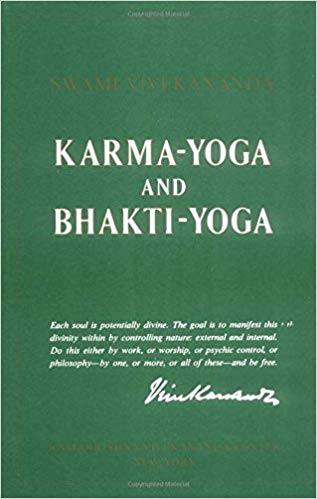 SWAMI VIVEKANANDA
KARMA-YOGA
AND
BHAKTI-YOGA
Each soul is potentially divine. The goal is to manifest this
divinity within by controlling nature: external and internal.
Do this either by work, or worship, or psychic control, or
philosophy—by one, or more, or all of these—and be free.
Vivekananda
RAMAKRISHNA-VIVEKANANDA CENTER
NEW YORK